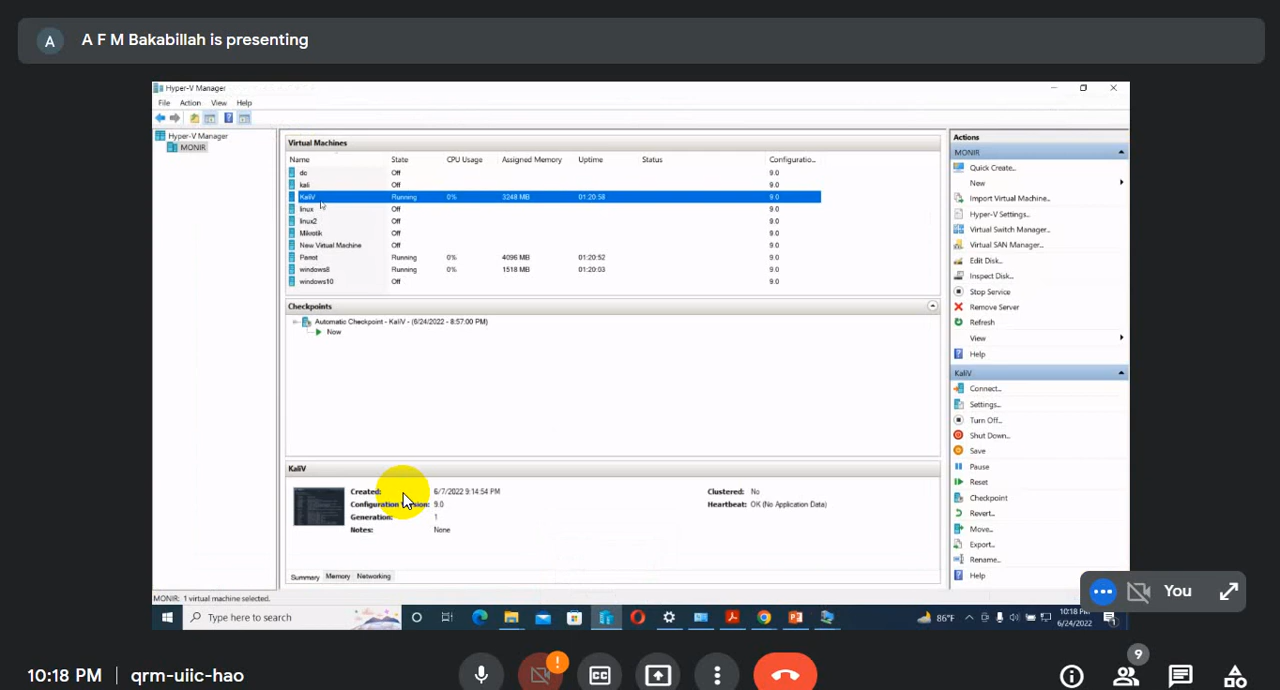 A
A F M Bakabillah is presenting
Hyper-V Manager
File Action View Help
Hyper-V Manager
MONIR
Virtual Machines
Name State CPU Usage Assigned Memory Uptime Status Configuratio...
dc Off 9.0
kali Off 9.0
KaliV Running 0% 3248 MB 01:20:58 9.0
linux Off 9.0
linux2 Off 9.0
Mikrotik Off 9.0
New Virtual Machine Off 9.0
Parrot Running 0% 4096 MB 01:20:52 9.0
windows8 Running 0% 1518 MB 01:20:03 9.0
windows10 Off 9.0
Checkpoints
Automatic Checkpoint - KaliV - (6/24/2022 - 8:57:00 PM)
Now
KaliV
Created: 6/7/2022 9:14:54 PM Clustered: No
Configuration Version: 9.0 Heartbeat: OK (No Application Data)
Generation: 1
Notes: None
Summary Memory Networking
MONIR: 1 virtual machine selected.
Actions
MONIR
Quick Create...
New
Import Virtual Machine...
Hyper-V Settings...
Virtual Switch Manager...
Virtual SAN Manager...
Edit Disk...
Inspect Disk...
Stop Service
Remove Server
Refresh
View
Help
KaliV
Connect...
Settings...
Turn Off...
Shut Down...
Save
Pause
Reset
Checkpoint
Revert...
Move...
Export...
Rename...
Help
You
Type here to search
86°F
10:18 PM
6/24/2022
10:18 PM | qrm-uiic-hao
9